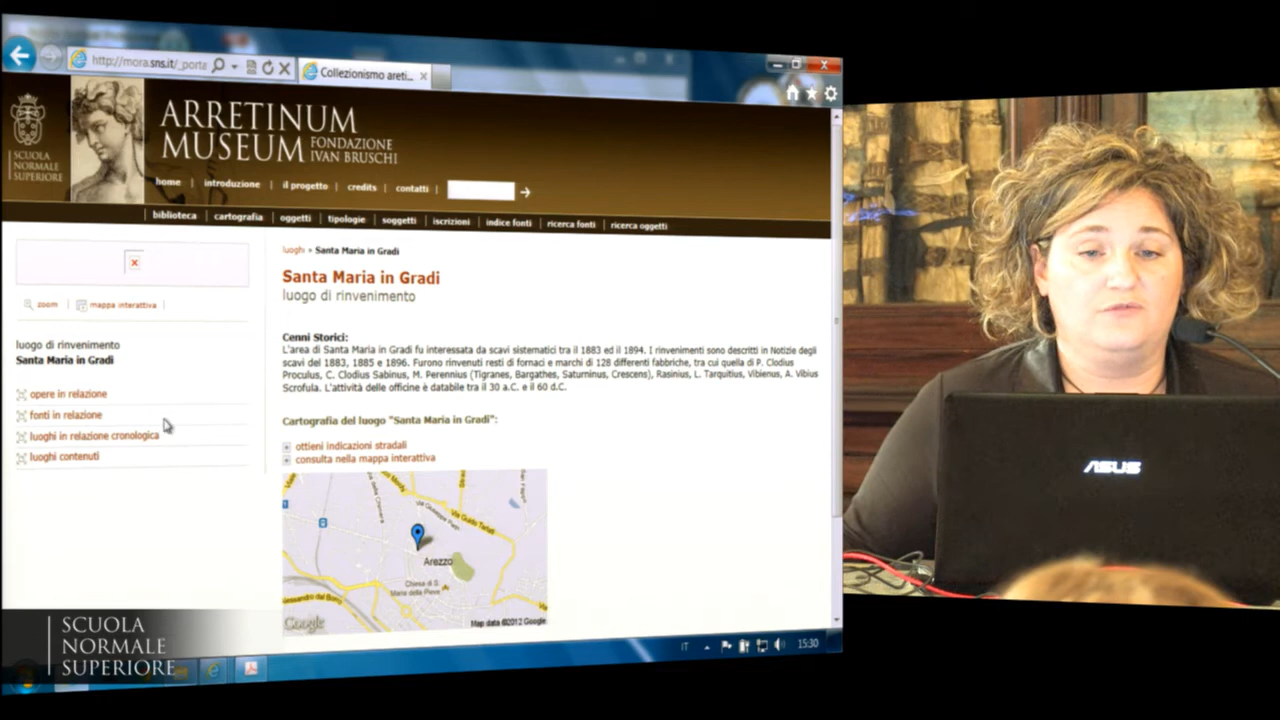 http://mora.sns.it/_porta
Collezionismo areti...
SCUOLA
NORMALE
SUPERIORE
ARRETINUM
MUSEUM FONDAZIONE
IVAN BRUSCHI
home | introduzione | il progetto | credits | contatti |
biblioteca | cartografia | oggetti | tipologie | soggetti | iscrizioni | indice fonti | ricerca fonti | ricerca oggetti
zoom | mappa interattiva |
luogo di rinvenimento
Santa Maria in Gradi
opere in relazione
fonti in relazione
luoghi in relazione cronologica
luoghi contenuti
luoghi » Santa Maria in Gradi
Santa Maria in Gradi
luogo di rinvenimento
Cenni Storici:
L'area di Santa Maria in Gradi fu interessata da scavi sistematici tra il 1883 ed il 1894. I rinvenimenti sono descritti in Notizie degli
scavi del 1883, 1885 e 1896. Furono rinvenuti resti di fornaci e marchi di 128 differenti fabbriche, tra cui quella di P. Clodius
Proculus, C. Clodius Sabinus, M. Perennius (Tigranes, Bargathes, Saturninus, Crescens), Rasinius, L. Tarquitius, Vibienus, A. Vibius
Scrofula. L'attività delle officine è databile tra il 30 a.C. e il 60 d.C.
Cartografia del luogo "Santa Maria in Gradi":
ottieni indicazioni stradali
consulta nella mappa interattiva
Via Guido Tarlati
Arezzo
Chiesa di S.
Maria della Pieve
Google
Map data ©2012 Google
IT
15:30
SCUOLA
NORMALE
SUPERIORE
ASUS